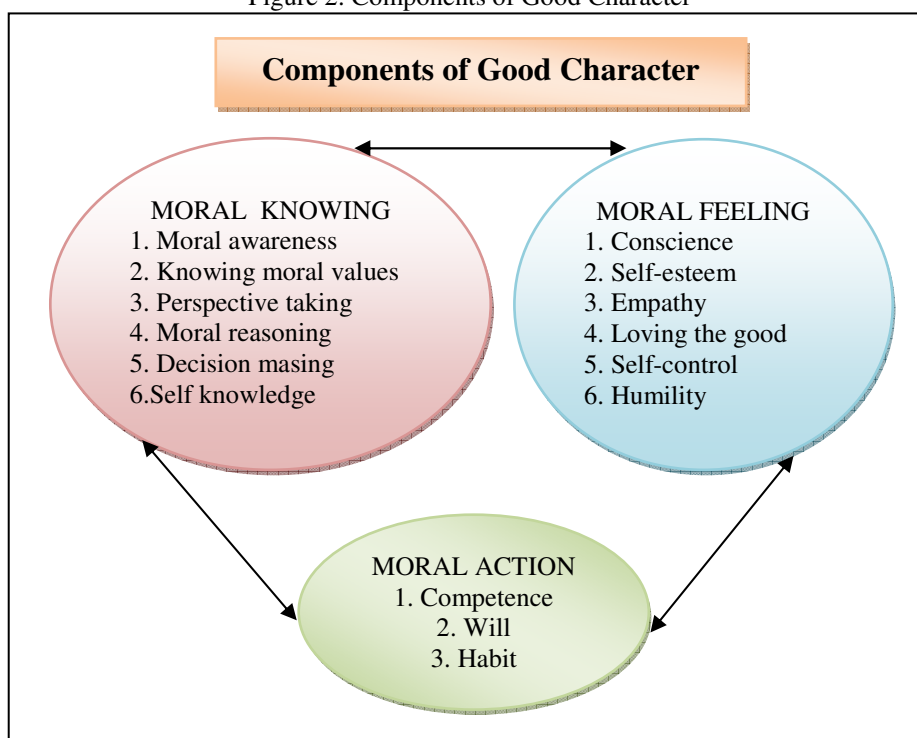 Figure 2. Components of Good Character
Components of Good Character
MORAL KNOWING
1. Moral awareness
2. Knowing moral values
3. Perspective taking
4. Moral reasoning
5. Decision masing
6.Self knowledge
MORAL FEELING
1. Conscience
2. Self-esteem
3. Empathy
4. Loving the good
5. Self-control
6. Humility
MORAL ACTION
1. Competence
2. Will
3. Habit